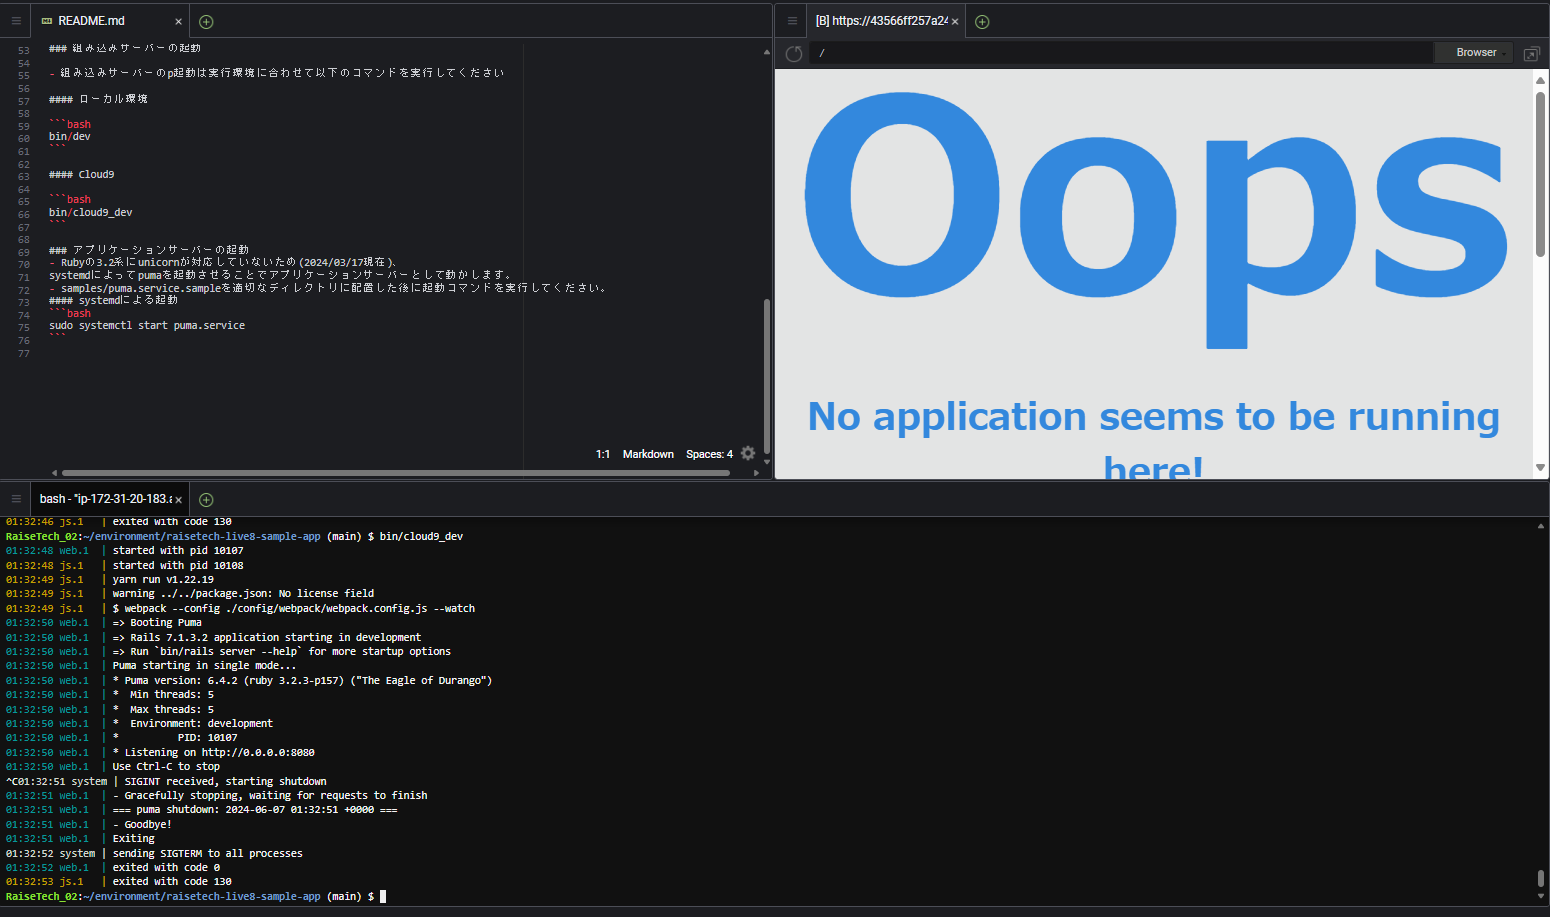 README.md
53 ### 組み込みサーバーの起動
54
55 - 組み込みサーバーのp起動は実行環境に合わせて以下のコマンドを実行してください
56
57 #### ローカル環境
58
59 ```bash
60 bin/dev
61 ```
62
63 #### Cloud9
64
65 ```bash
66 bin/cloud9_dev
67 ```
68
69 ### アプリケーションサーバーの起動
70 - Rubyの3.2系にunicornが対応していないため(2024/03/17現在)、
71 systemdによってpumaを起動させることでアプリケーションサーバーとして動かします。
72 - samples/puma.service.sampleを適切なディレクトリに配置した後に起動コマンドを実行してください。
73 #### systemdによる起動
74 ```bash
75 sudo systemctl start puma.service
76 ```
77
1:1 Markdown Spaces: 4
[B] https://43566ff257a24
/
Browser
Oops
No application seems to be running
here!
bash - "ip-172-31-20-183.a
01:32:46 js.1 | exited with code 130
RaiseTech_02:~/environment/raisetech-live8-sample-app (main) $ bin/cloud9_dev
01:32:48 web.1 | started with pid 10107
01:32:48 js.1 | started with pid 10108
01:32:49 js.1 | yarn run v1.22.19
01:32:49 js.1 | warning ../../package.json: No license field
01:32:49 js.1 | $ webpack --config ./config/webpack/webpack.config.js --watch
01:32:50 web.1 | => Booting Puma
01:32:50 web.1 | => Rails 7.1.3.2 application starting in development
01:32:50 web.1 | => Run `bin/rails server --help` for more startup options
01:32:50 web.1 | Puma starting in single mode...
01:32:50 web.1 | * Puma version: 6.4.2 (ruby 3.2.3-p157) ("The Eagle of Durango")
01:32:50 web.1 | * Min threads: 5
01:32:50 web.1 | * Max threads: 5
01:32:50 web.1 | * Environment: development
01:32:50 web.1 | * PID: 10107
01:32:50 web.1 | * Listening on http://0.0.0.0:8080
01:32:50 web.1 | Use Ctrl-C to stop
^C01:32:51 system | SIGINT received, starting shutdown
01:32:51 web.1 | - Gracefully stopping, waiting for requests to finish
01:32:51 web.1 | === puma shutdown: 2024-06-07 01:32:51 +0000 ===
01:32:51 web.1 | - Goodbye!
01:32:51 web.1 | Exiting
01:32:52 system | sending SIGTERM to all processes
01:32:52 web.1 | exited with code 0
01:32:53 js.1 | exited with code 130
RaiseTech_02:~/environment/raisetech-live8-sample-app (main) $